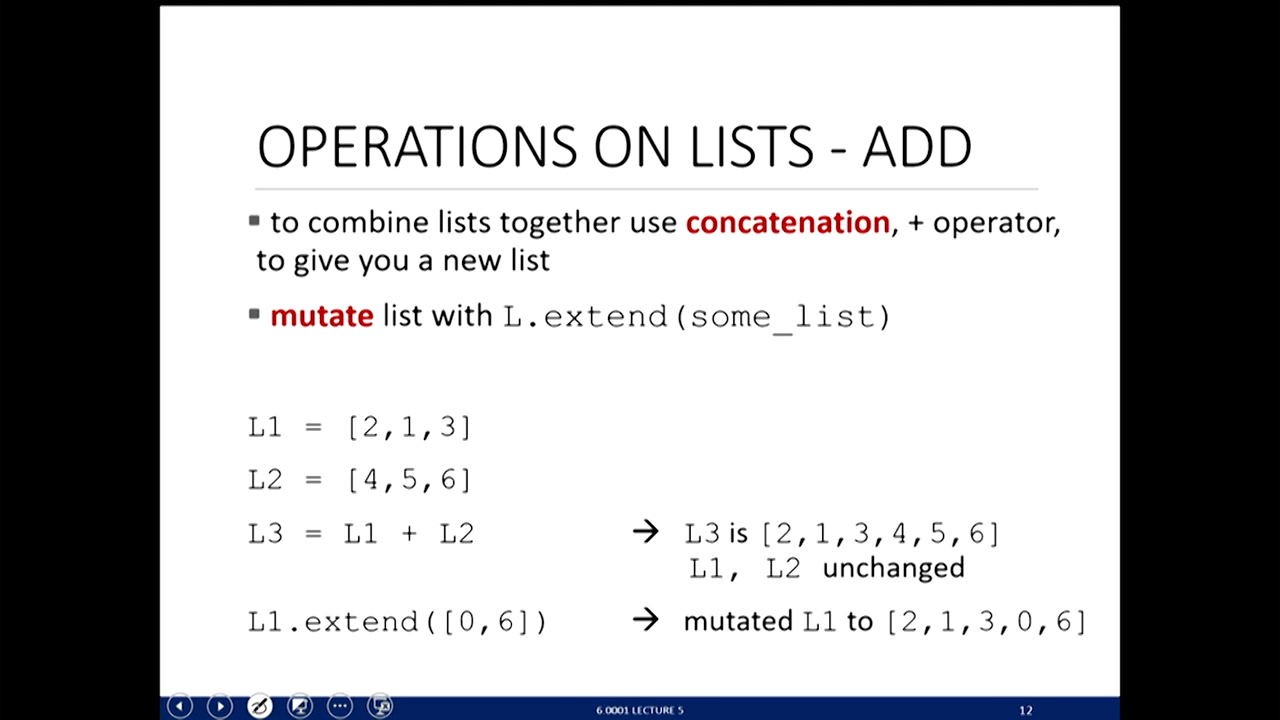 OPERATIONS ON LISTS - ADD
▪ to combine lists together use concatenation, + operator,
to give you a new list
▪ mutate list with L.extend(some_list)
L1 = [2,1,3]
L2 = [4,5,6]
L3 = L1 + L2 → L3 is [2,1,3,4,5,6]
L1, L2 unchanged
L1.extend([0,6]) → mutated L1 to [2,1,3,0,6]
6.0001 LECTURE 5 12